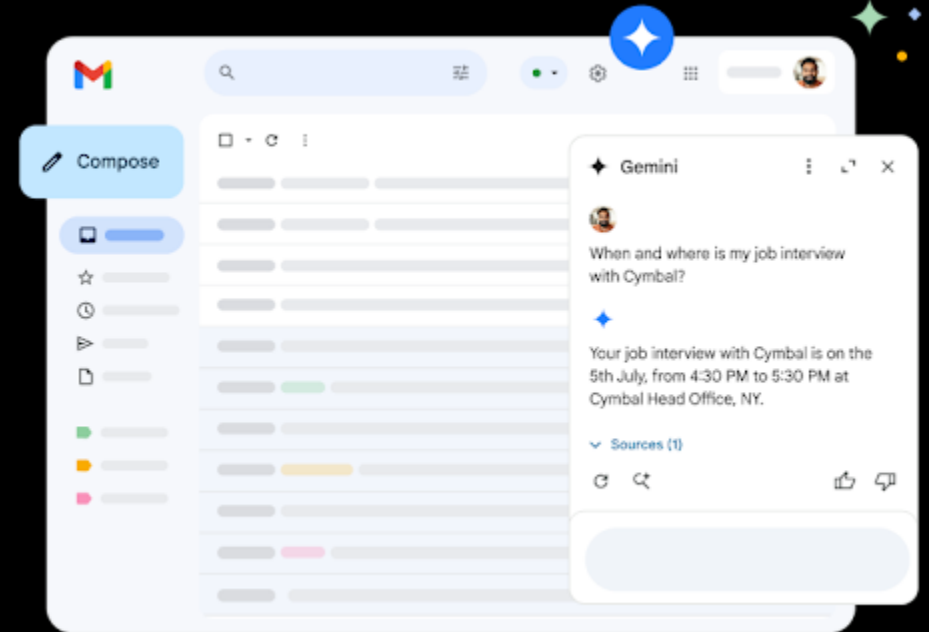 Compose
Gemini
When and where is my job interview
with Cymbal?
Your job interview with Cymbal is on the
5th July, from 4:30 PM to 5:30 PM at
Cymbal Head Office, NY.
Sources (1)